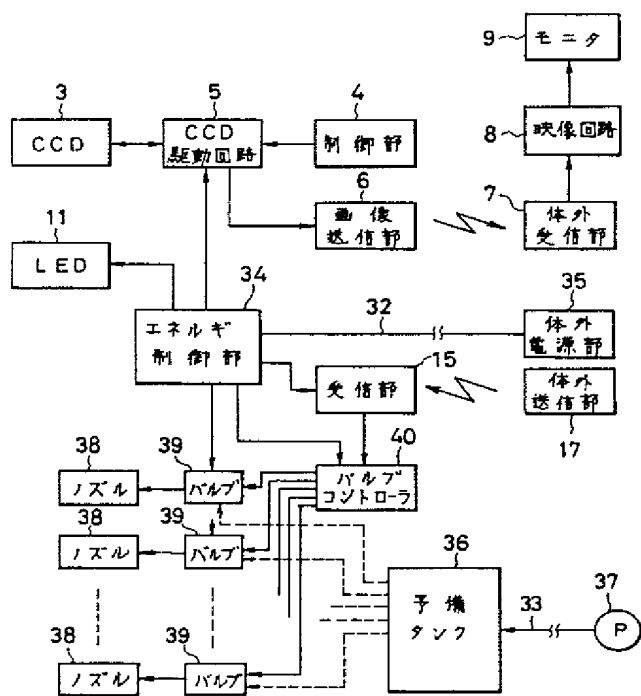 9
モニタ
3
5
4
CCD
CCD
駆動回路
制御部
8
映像回路
6
画像
送信部
7
体外
受信部
11
LED
34
エネルギ
制御部
32
35
体外
電源部
15
受信部
体外
送信部
17
38
39
40
ノズル
バルブ
バルブ
コントローラ
38
39
ノズル
バルブ
36
予備
タンク
33
37
P
38
39
ノズル
バルブ